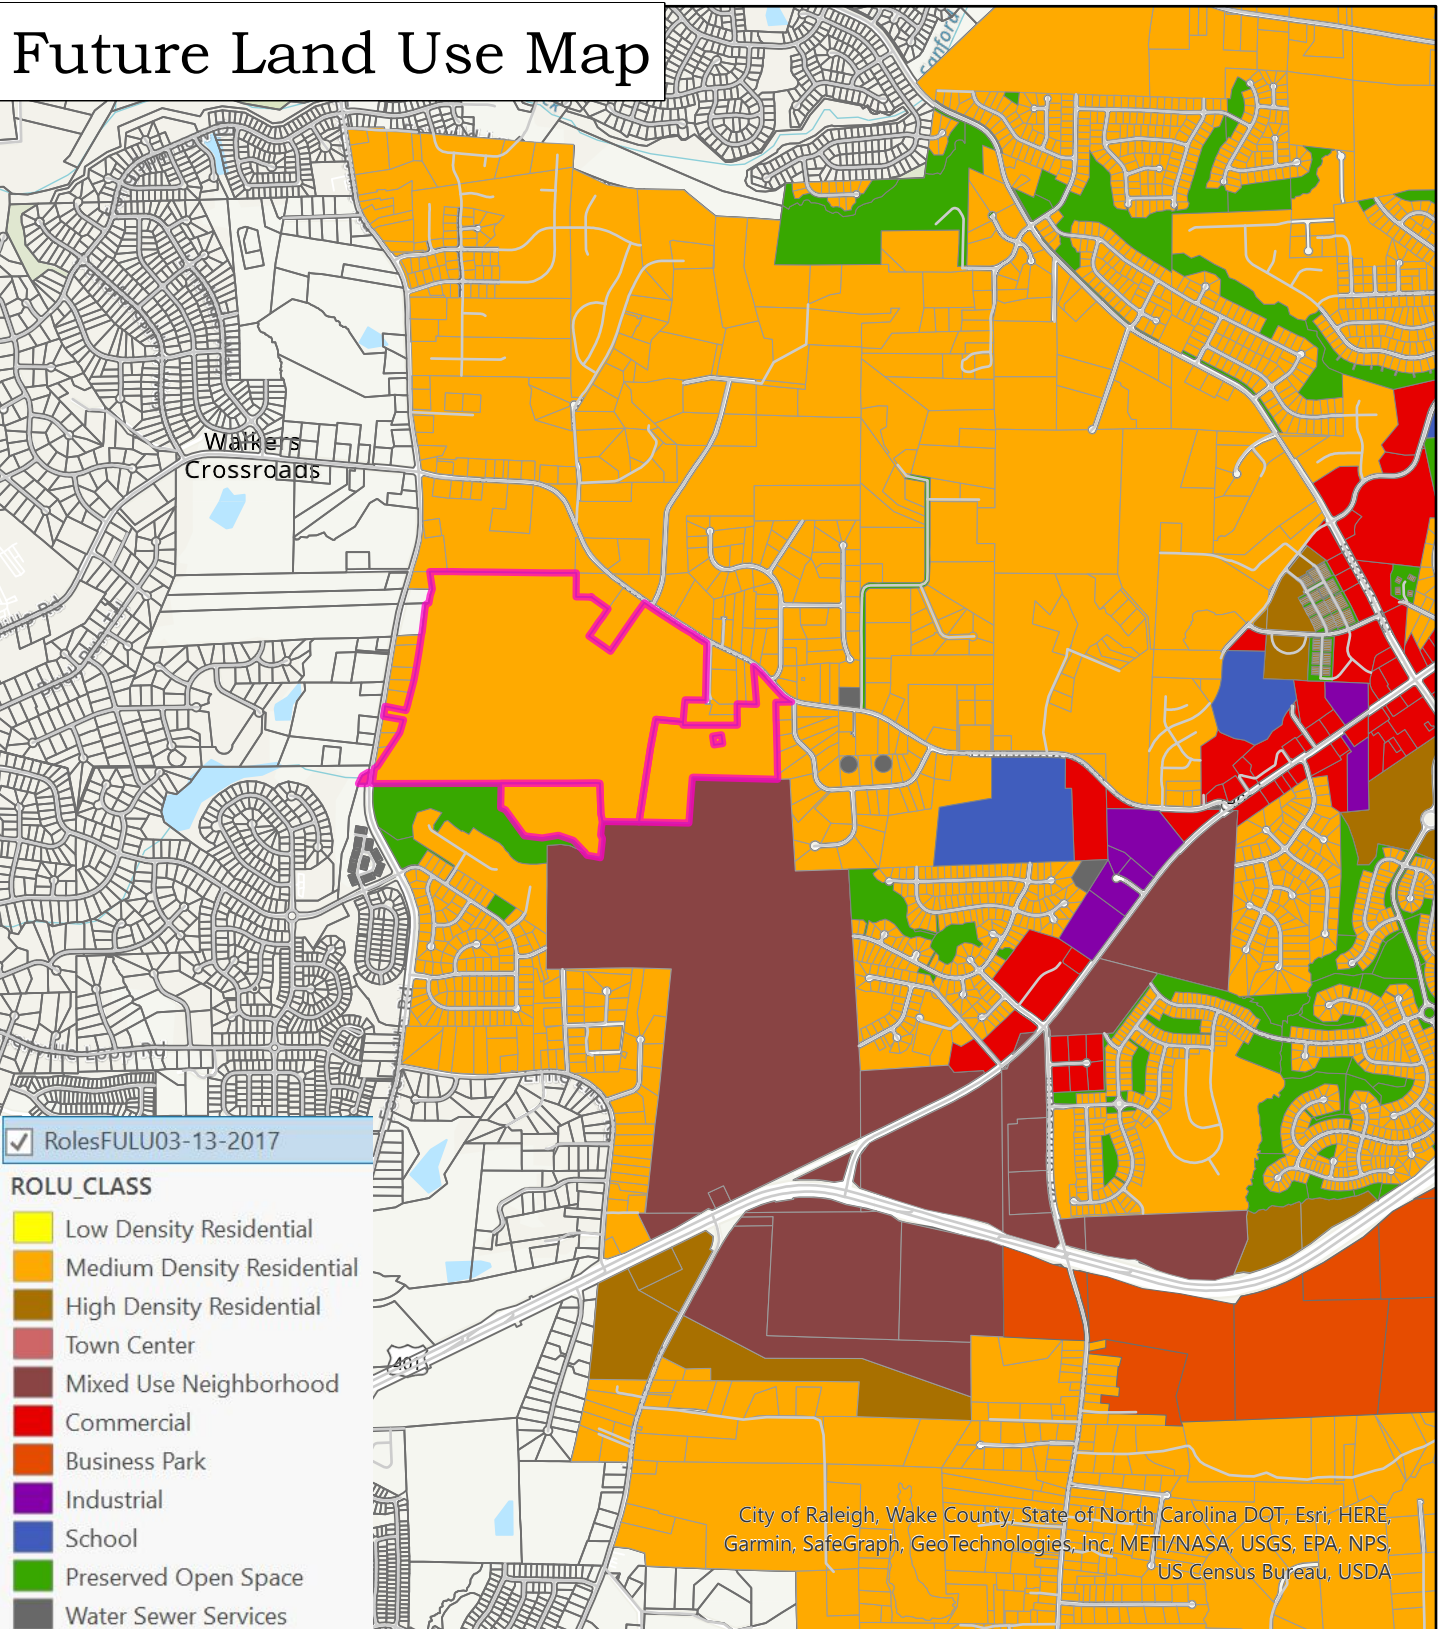 Future Land Use Map
Sanford
Walkers
Crossroads
RolesFULU03-13-2017
ROLU_CLASS
Low Density Residential
Medium Density Residential
High Density Residential
Town Center
Mixed Use Neighborhood
Commercial
Business Park
Industrial
School
Preserved Open Space
Water Sewer Services
401
City of Raleigh, Wake County, State of North Carolina DOT, Esri, HERE,
Garmin, SafeGraph, GeoTechnologies, Inc, METI/NASA, USGS, EPA, NPS,
US Census Bureau, USDA